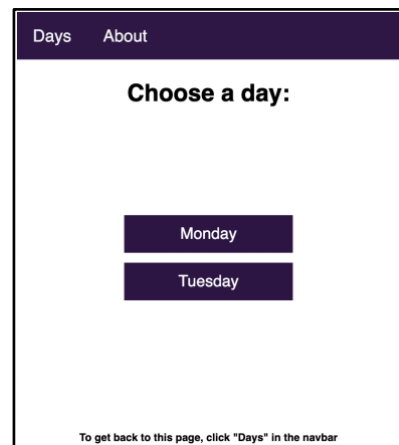 Days About
Choose a day:
Monday
Tuesday
To get back to this page, click "Days" in the navbar